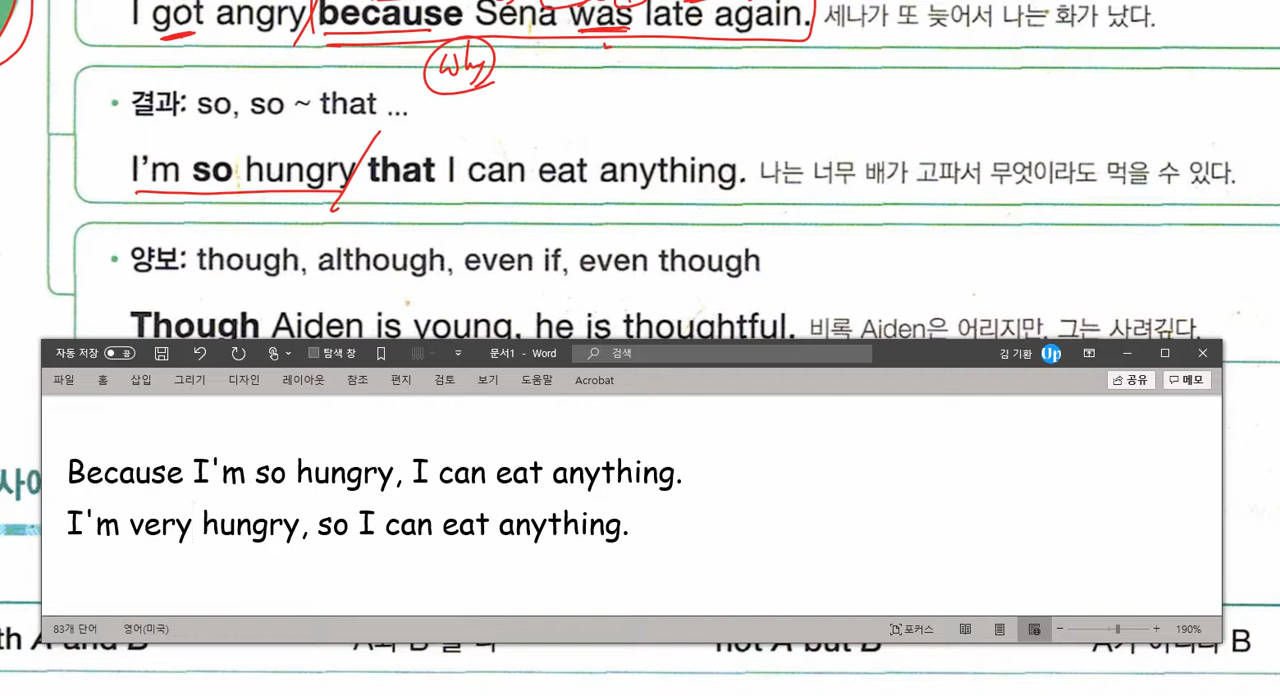 I got angry because Sena was late again. 세나가 또 늦어서 나는 화가 났다.
Why
• 결과: so, so ~ that ...
I'm so hungry that I can eat anything. 나는 너무 배가 고파서 무엇이라도 먹을 수 있다.
• 양보: though, although, even if, even though
Though Aiden is young, he is thoughtful. 비록 Aiden은 어리지만, 그는 사려깊다.
자동 저장 끔 탐색 창 문서1 - Word 검색 김 기환 Up
파일 홈 삽입 그리기 디자인 레이아웃 참조 편지 검토 보기 도움말 Acrobat 공유 메모
Because I'm so hungry, I can eat anything.
I'm very hungry, so I can eat anything.
83개 단어 영어(미국) 포커스 190%
A and B not A but B B